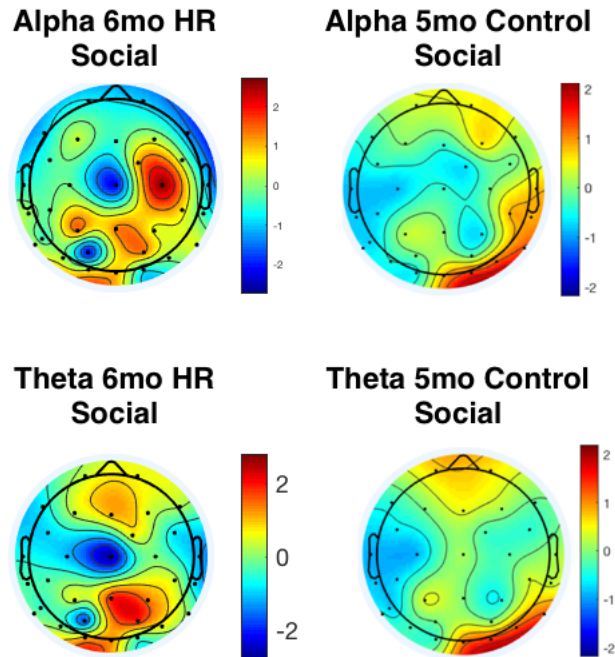 Alpha 6mo HR
Social
Alpha 5mo Control
Social
2
1
0
-1
-2
2
1
0
-1
-2
Theta 6mo HR
Social
Theta 5mo Control
Social
2
0
-2
2
1
0
-1
-2